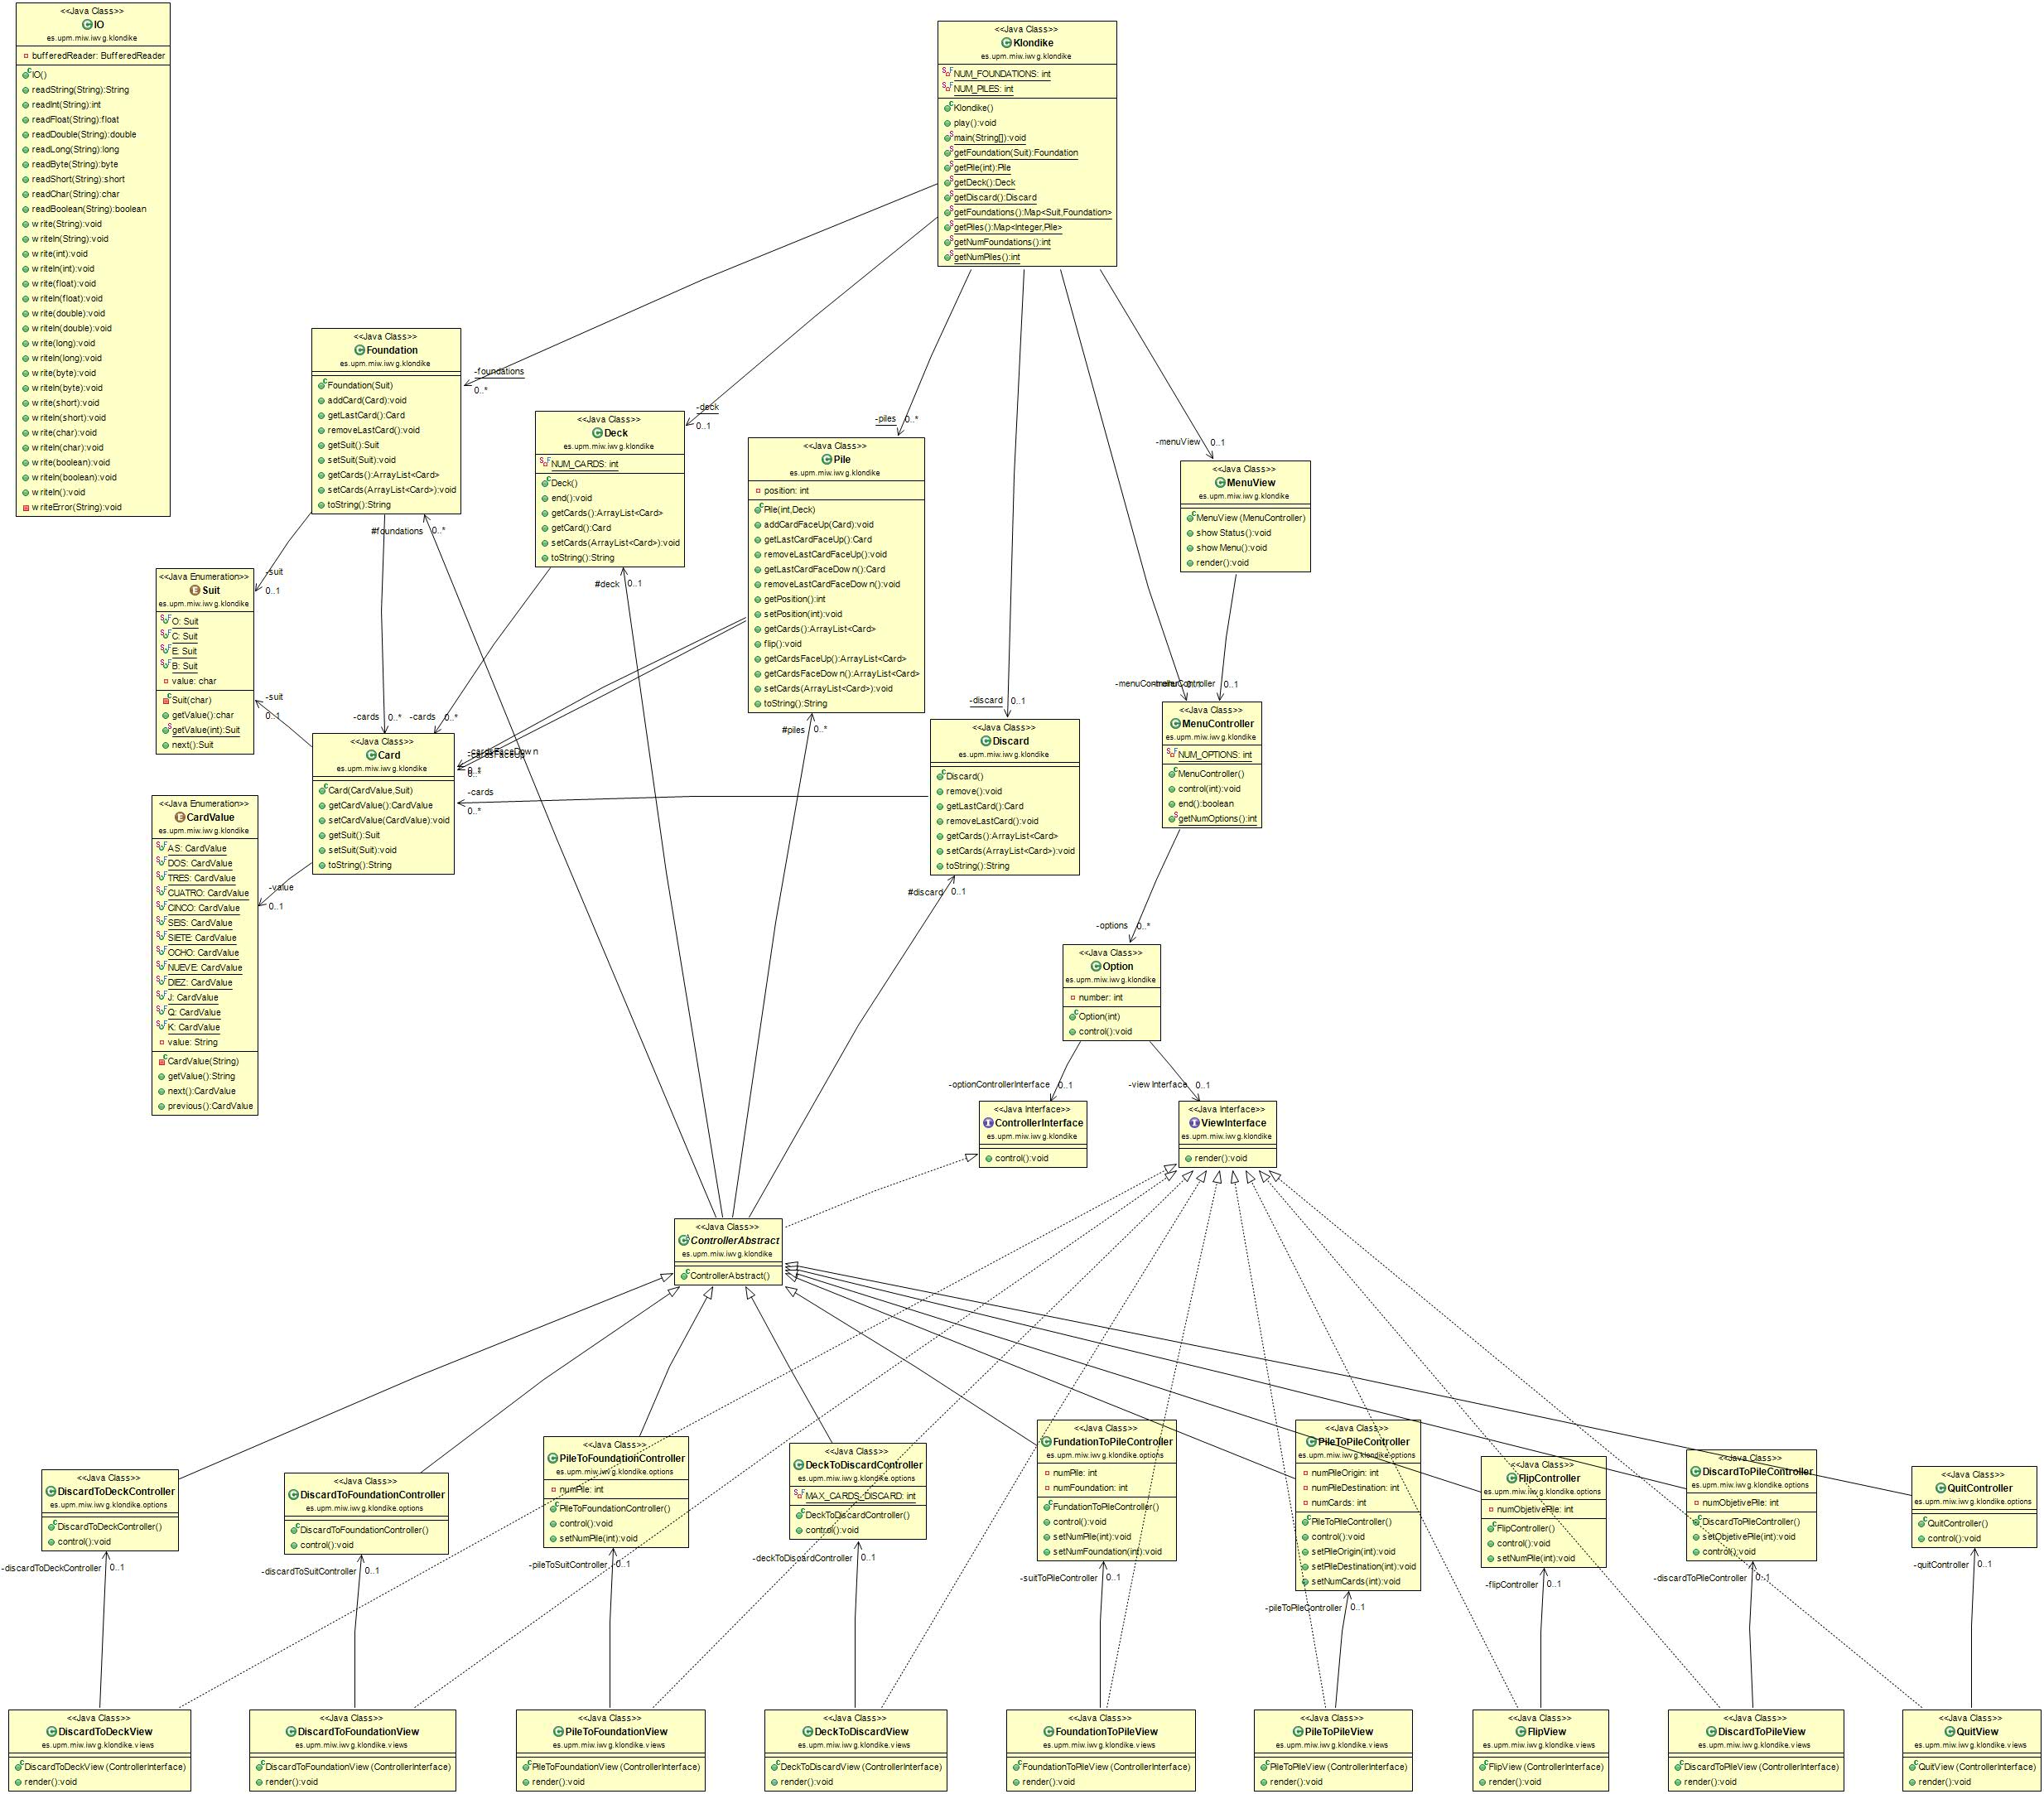 <<Java Class>>
IO
es.upm.miw.iwvg.klondike
bufferedReader: BufferedReader
IO()
readString(String):String
readInt(String):int
readFloat(String):float
readDouble(String):double
readLong(String):long
readByte(String):byte
readShort(String):short
readChar(String):char
readBoolean(String):boolean
write(String):void
writeln(String):void
write(int):void
writeln(int):void
write(float):void
writeln(float):void
write(double):void
writeln(double):void
write(long):void
writeln(long):void
write(byte):void
writeln(byte):void
write(short):void
writeln(short):void
write(char):void
writeln(char):void
write(boolean):void
writeln(boolean):void
writeln():void
writeError(String):void
<<Java Class>>
Klondike
es.upm.miw.iwvg.klondike
NUM_FOUNDATIONS: int
NUM_PILES: int
Klondike()
play():void
main(String[]):void
getFoundation(Suit):Foundation
getPile(int):Pile
getDeck():Deck
getDiscard():Discard
getFoundations():Map<Suit,Foundation>
getPiles():Map<Integer,Pile>
getNumFoundations():int
getNumPiles():int
-foundations
0..*
-deck
0..1
-piles
0..*
-discard
0..1
-menuController
0..1
-menuView
0..1
<<Java Class>>
Foundation
es.upm.miw.iwvg.klondike
Foundation(Suit)
addCard(Card):void
getLastCard():Card
removeLastCard():void
getSuit():Suit
setSuit(Suit):void
getCards():ArrayList<Card>
setCards(ArrayList<Card>):void
toString():String
#foundations
0..*
-suit
0..1
-cards
0..*
<<Java Class>>
Deck
es.upm.miw.iwvg.klondike
NUM_CARDS: int
Deck()
end():void
getCards():ArrayList<Card>
getCard():Card
setCards(ArrayList<Card>):void
toString():String
#deck
0..1
-cards
0..*
<<Java Class>>
Pile
es.upm.miw.iwvg.klondike
position: int
Pile(int,Deck)
addCardFaceUp(Card):void
getLastCardFaceUp():Card
removeLastCardFaceUp():void
getLastCardFaceDown():Card
removeLastCardFaceDown():void
getPosition():int
setPosition(int):void
getCards():ArrayList<Card>
flip():void
getCardsFaceUp():ArrayList<Card>
getCardsFaceDown():ArrayList<Card>
setCards(ArrayList<Card>):void
toString():String
#piles
0..*
-cardsFaceDown
-cardsFaceUp
0..*
<<Java Class>>
MenuView
es.upm.miw.iwvg.klondike
MenuView(MenuController)
showStatus():void
showMenu():void
render():void
-menuController
0..1
<<Java Enumeration>>
Suit
es.upm.miw.iwvg.klondike
O: Suit
C: Suit
E: Suit
B: Suit
value: char
Suit(char)
getValue():char
getValue(int):Suit
next():Suit
-suit
0..1
<<Java Class>>
Card
es.upm.miw.iwvg.klondike
Card(CardValue,Suit)
getCardValue():CardValue
setCardValue(CardValue):void
getSuit():Suit
setSuit(Suit):void
toString():String
-value
0..1
<<Java Class>>
Discard
es.upm.miw.iwvg.klondike
Discard()
remove():void
getLastCard():Card
removeLastCard():void
getCards():ArrayList<Card>
setCards(ArrayList<Card>):void
toString():String
-cards
0..*
#discard
0..1
<<Java Class>>
MenuController
es.upm.miw.iwvg.klondike
NUM_OPTIONS: int
MenuController()
control(int):void
end():boolean
getNumOptions():int
-options
0..*
<<Java Enumeration>>
CardValue
es.upm.miw.iwvg.klondike
AS: CardValue
DOS: CardValue
TRES: CardValue
CUATRO: CardValue
CINCO: CardValue
SEIS: CardValue
SIETE: CardValue
OCHO: CardValue
NUEVE: CardValue
DIEZ: CardValue
J: CardValue
Q: CardValue
K: CardValue
value: String
CardValue(String)
getValue():String
next():CardValue
previous():CardValue
<<Java Class>>
Option
es.upm.miw.iwvg.klondike
number: int
Option(int)
control():void
-optionControllerInterface
0..1
-viewInterface
0..1
<<Java Interface>>
ControllerInterface
es.upm.miw.iwvg.klondike
control():void
<<Java Interface>>
ViewInterface
es.upm.miw.iwvg.klondike
render():void
<<Java Class>>
ControllerAbstract
es.upm.miw.iwvg.klondike
ControllerAbstract()
<<Java Class>>
DiscardToDeckController
es.upm.miw.iwvg.klondike.options
DiscardToDeckController()
control():void
-discardToDeckController
0..1
<<Java Class>>
DiscardToFoundationController
es.upm.miw.iwvg.klondike.options
DiscardToFoundationController()
control():void
-discardToSuitController
0..1
<<Java Class>>
PileToFoundationController
es.upm.miw.iwvg.klondike.options
numPile: int
PileToFoundationController()
control():void
setNumPile(int):void
-pileToSuitController
0..1
<<Java Class>>
DeckToDiscardController
es.upm.miw.iwvg.klondike.options
MAX_CARDS_DISCARD: int
DeckToDiscardController()
control():void
-deckToDiscardController
0..1
<<Java Class>>
FundationToPileController
es.upm.miw.iwvg.klondike.options
numPile: int
numFoundation: int
FundationToPileController()
control():void
setNumPile(int):void
setNumFoundation(int):void
-suitToPileController
0..1
<<Java Class>>
PileToPileController
es.upm.miw.iwvg.klondike.options
numPileOrigin: int
numPileDestination: int
numCards: int
PileToPileController()
control():void
setPileOrigin(int):void
setPileDestination(int):void
setNumCards(int):void
-pileToPileController
0..1
<<Java Class>>
FlipController
es.upm.miw.iwvg.klondike.options
numObjetivePile: int
FlipController()
control():void
setNumPile(int):void
-flipController
0..1
<<Java Class>>
DiscardToPileController
es.upm.miw.iwvg.klondike.options
numObjetivePile: int
DiscardToPileController()
setObjetivePile(int):void
control():void
-discardToPileController
0..1
<<Java Class>>
QuitController
es.upm.miw.iwvg.klondike.options
QuitController()
control():void
-quitController
0..1
<<Java Class>>
DiscardToDeckView
es.upm.miw.iwvg.klondike.views
DiscardToDeckView(ControllerInterface)
render():void
<<Java Class>>
DiscardToFoundationView
es.upm.miw.iwvg.klondike.views
DiscardToFoundationView(ControllerInterface)
render():void
<<Java Class>>
PileToFoundationView
es.upm.miw.iwvg.klondike.views
PileToFoundationView(ControllerInterface)
render():void
<<Java Class>>
DeckToDiscardView
es.upm.miw.iwvg.klondike.views
DeckToDiscardView(ControllerInterface)
render():void
<<Java Class>>
FoundationToPileView
es.upm.miw.iwvg.klondike.views
FoundationToPileView(ControllerInterface)
render():void
<<Java Class>>
PileToPileView
es.upm.miw.iwvg.klondike.views
PileToPileView(ControllerInterface)
render():void
<<Java Class>>
FlipView
es.upm.miw.iwvg.klondike.views
FlipView(ControllerInterface)
render():void
<<Java Class>>
DiscardToPileView
es.upm.miw.iwvg.klondike.views
DiscardToPileView(ControllerInterface)
render():void
<<Java Class>>
QuitView
es.upm.miw.iwvg.klondike.views
QuitView(ControllerInterface)
render():void